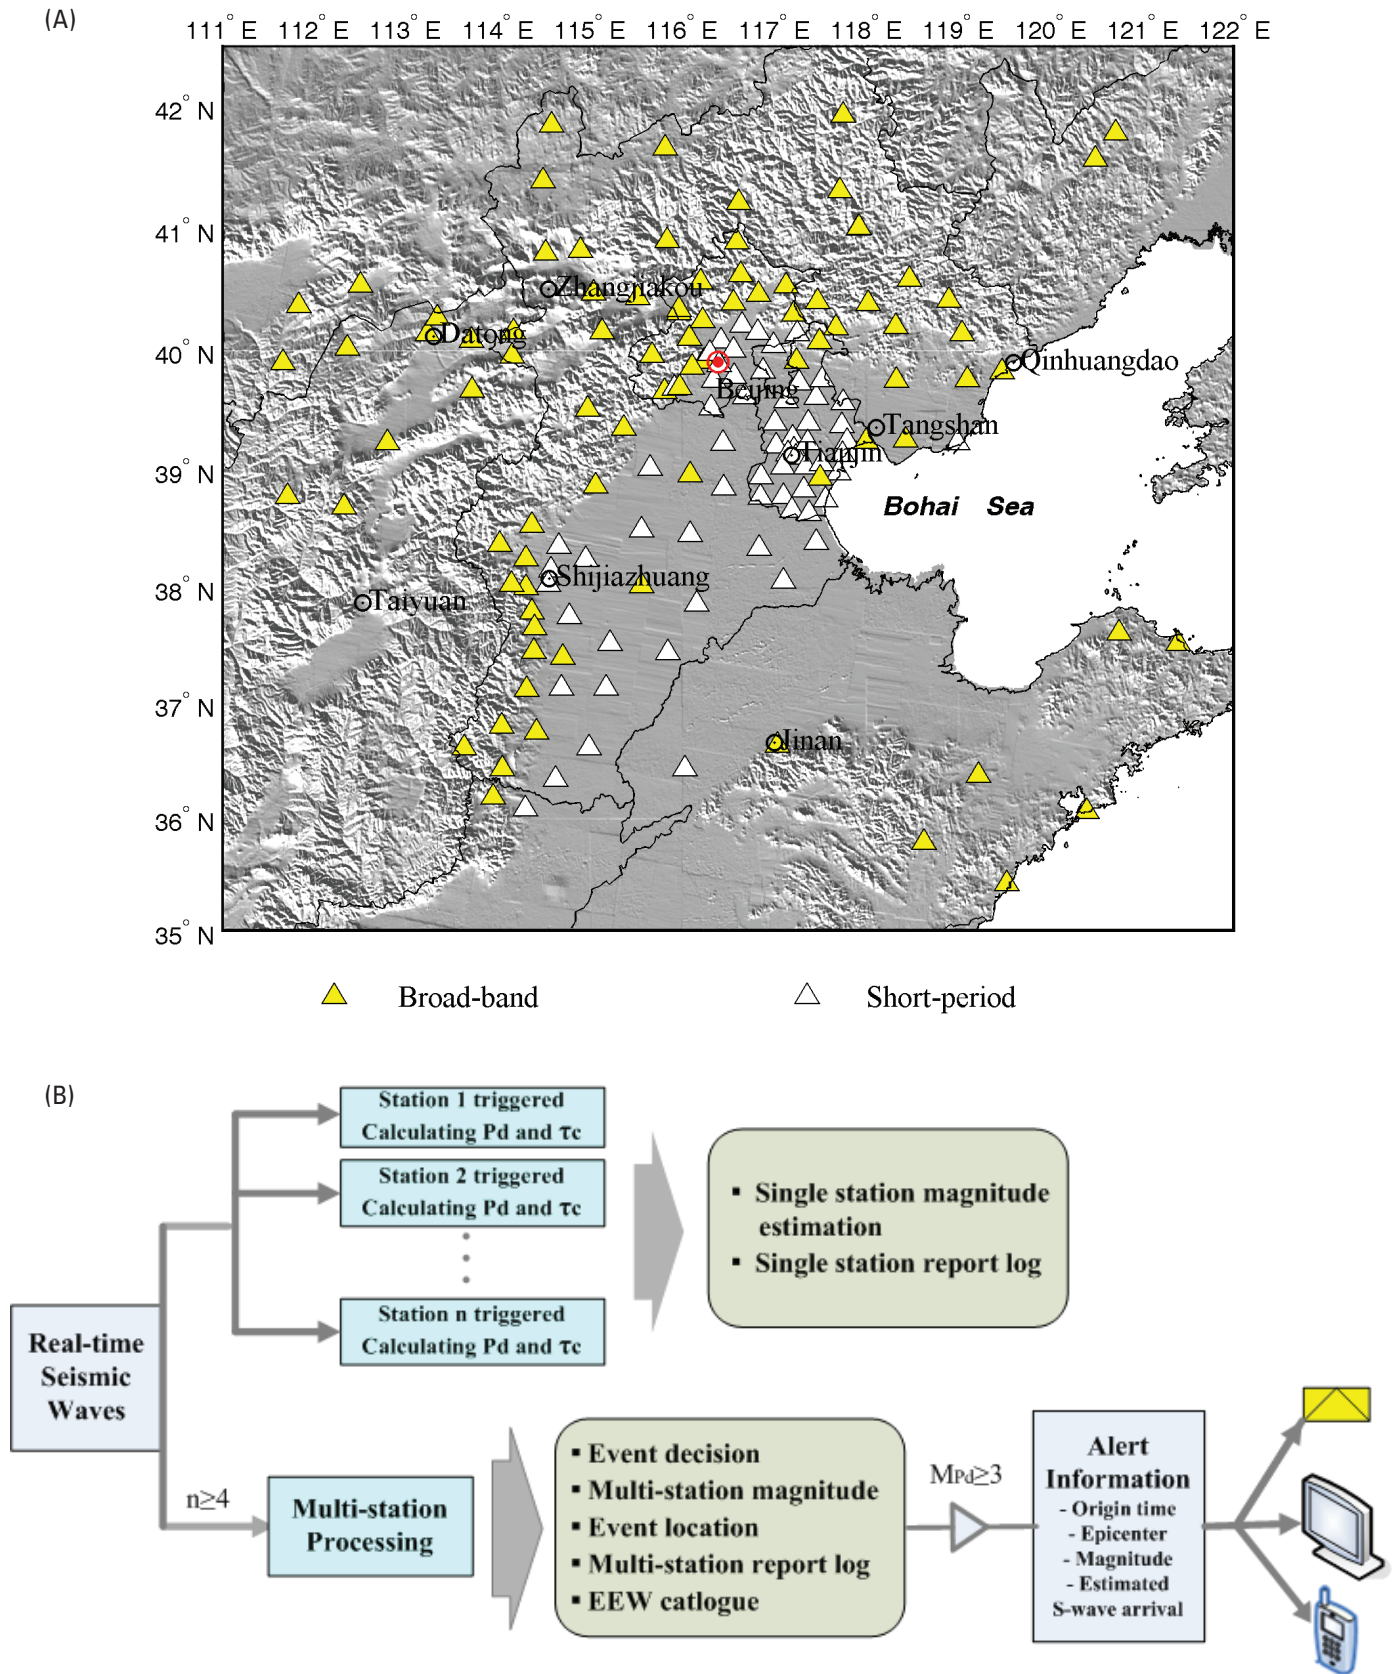 (A)
111° E 112° E 113° E 114° E 115° E 116° E 117° E 118° E 119° E 120° E 121° E 122° E
42° N
41° N
40° N
39° N
38° N
37° N
36° N
35° N
Zhangjiakou
Datong
Qinhuangdao
Beijing
Tangshan
Tianjin
Bohai Sea
Shijiazhuang
Taiyuan
Jinan
Broad-band
Short-period
(B)
Station 1 triggered
Calculating Pd and τc
Station 2 triggered
Calculating Pd and τc
Station n triggered
Calculating Pd and τc
▪ Single station magnitude
estimation
▪ Single station report log
Real-time
Seismic
Waves
n≥4
Multi-station
Processing
▪ Event decision
▪ Multi-station magnitude
▪ Event location
▪ Multi-station report log
▪ EEW catlogue
MPd≥3
Alert
Information
- Origin time
- Epicenter
- Magnitude
- Estimated
S-wave arrival